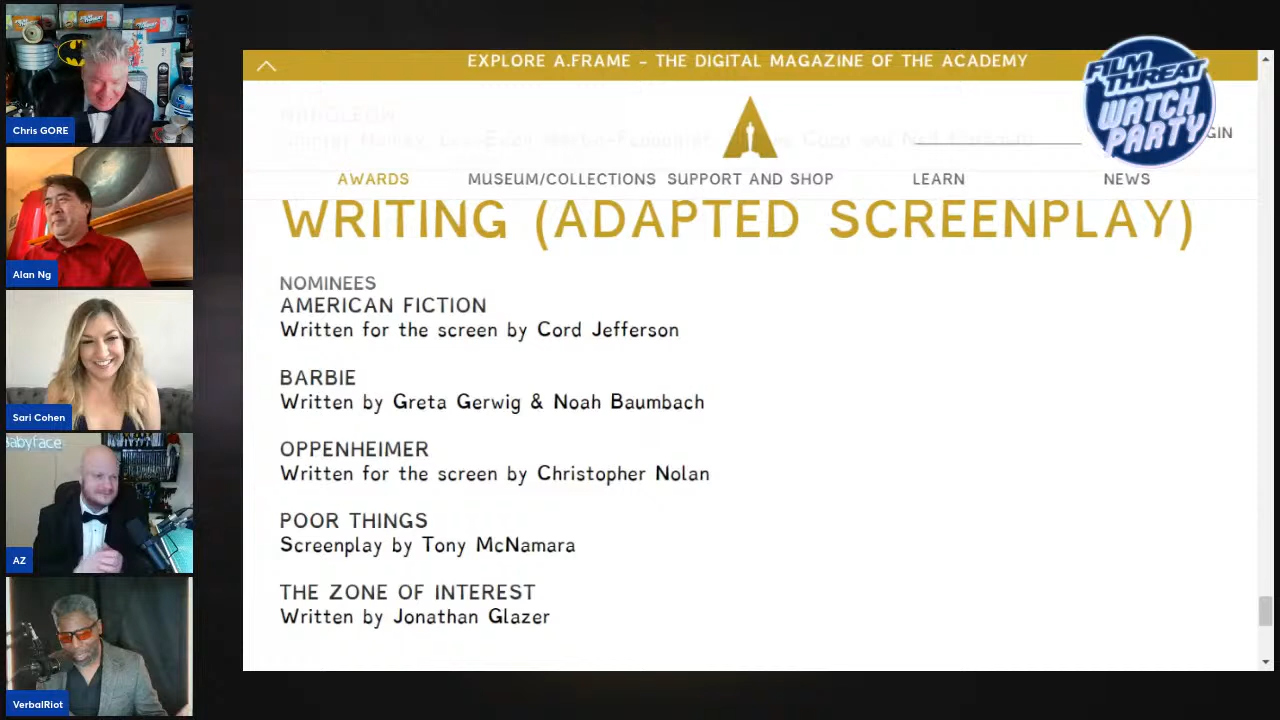 EXPLORE A.FRAME - THE DIGITAL MAGAZINE OF THE ACADEMY
FILM
THREAT
WATCH
PARTY
NAPOLEON
GIN
AWARDS
MUSEUM/COLLECTIONS
SUPPORT AND SHOP
LEARN
NEWS
WRITING (ADAPTED SCREENPLAY)
NOMINEES
AMERICAN FICTION
Written for the screen by Cord Jefferson
BARBIE
Written by Greta Gerwig & Noah Baumbach
OPPENHEIMER
Written for the screen by Christopher Nolan
POOR THINGS
Screenplay by Tony McNamara
THE ZONE OF INTEREST
Written by Jonathan Glazer
Chris GORE
Alan Ng
Sari Cohen
Babyface
AZ
VerbalRiot